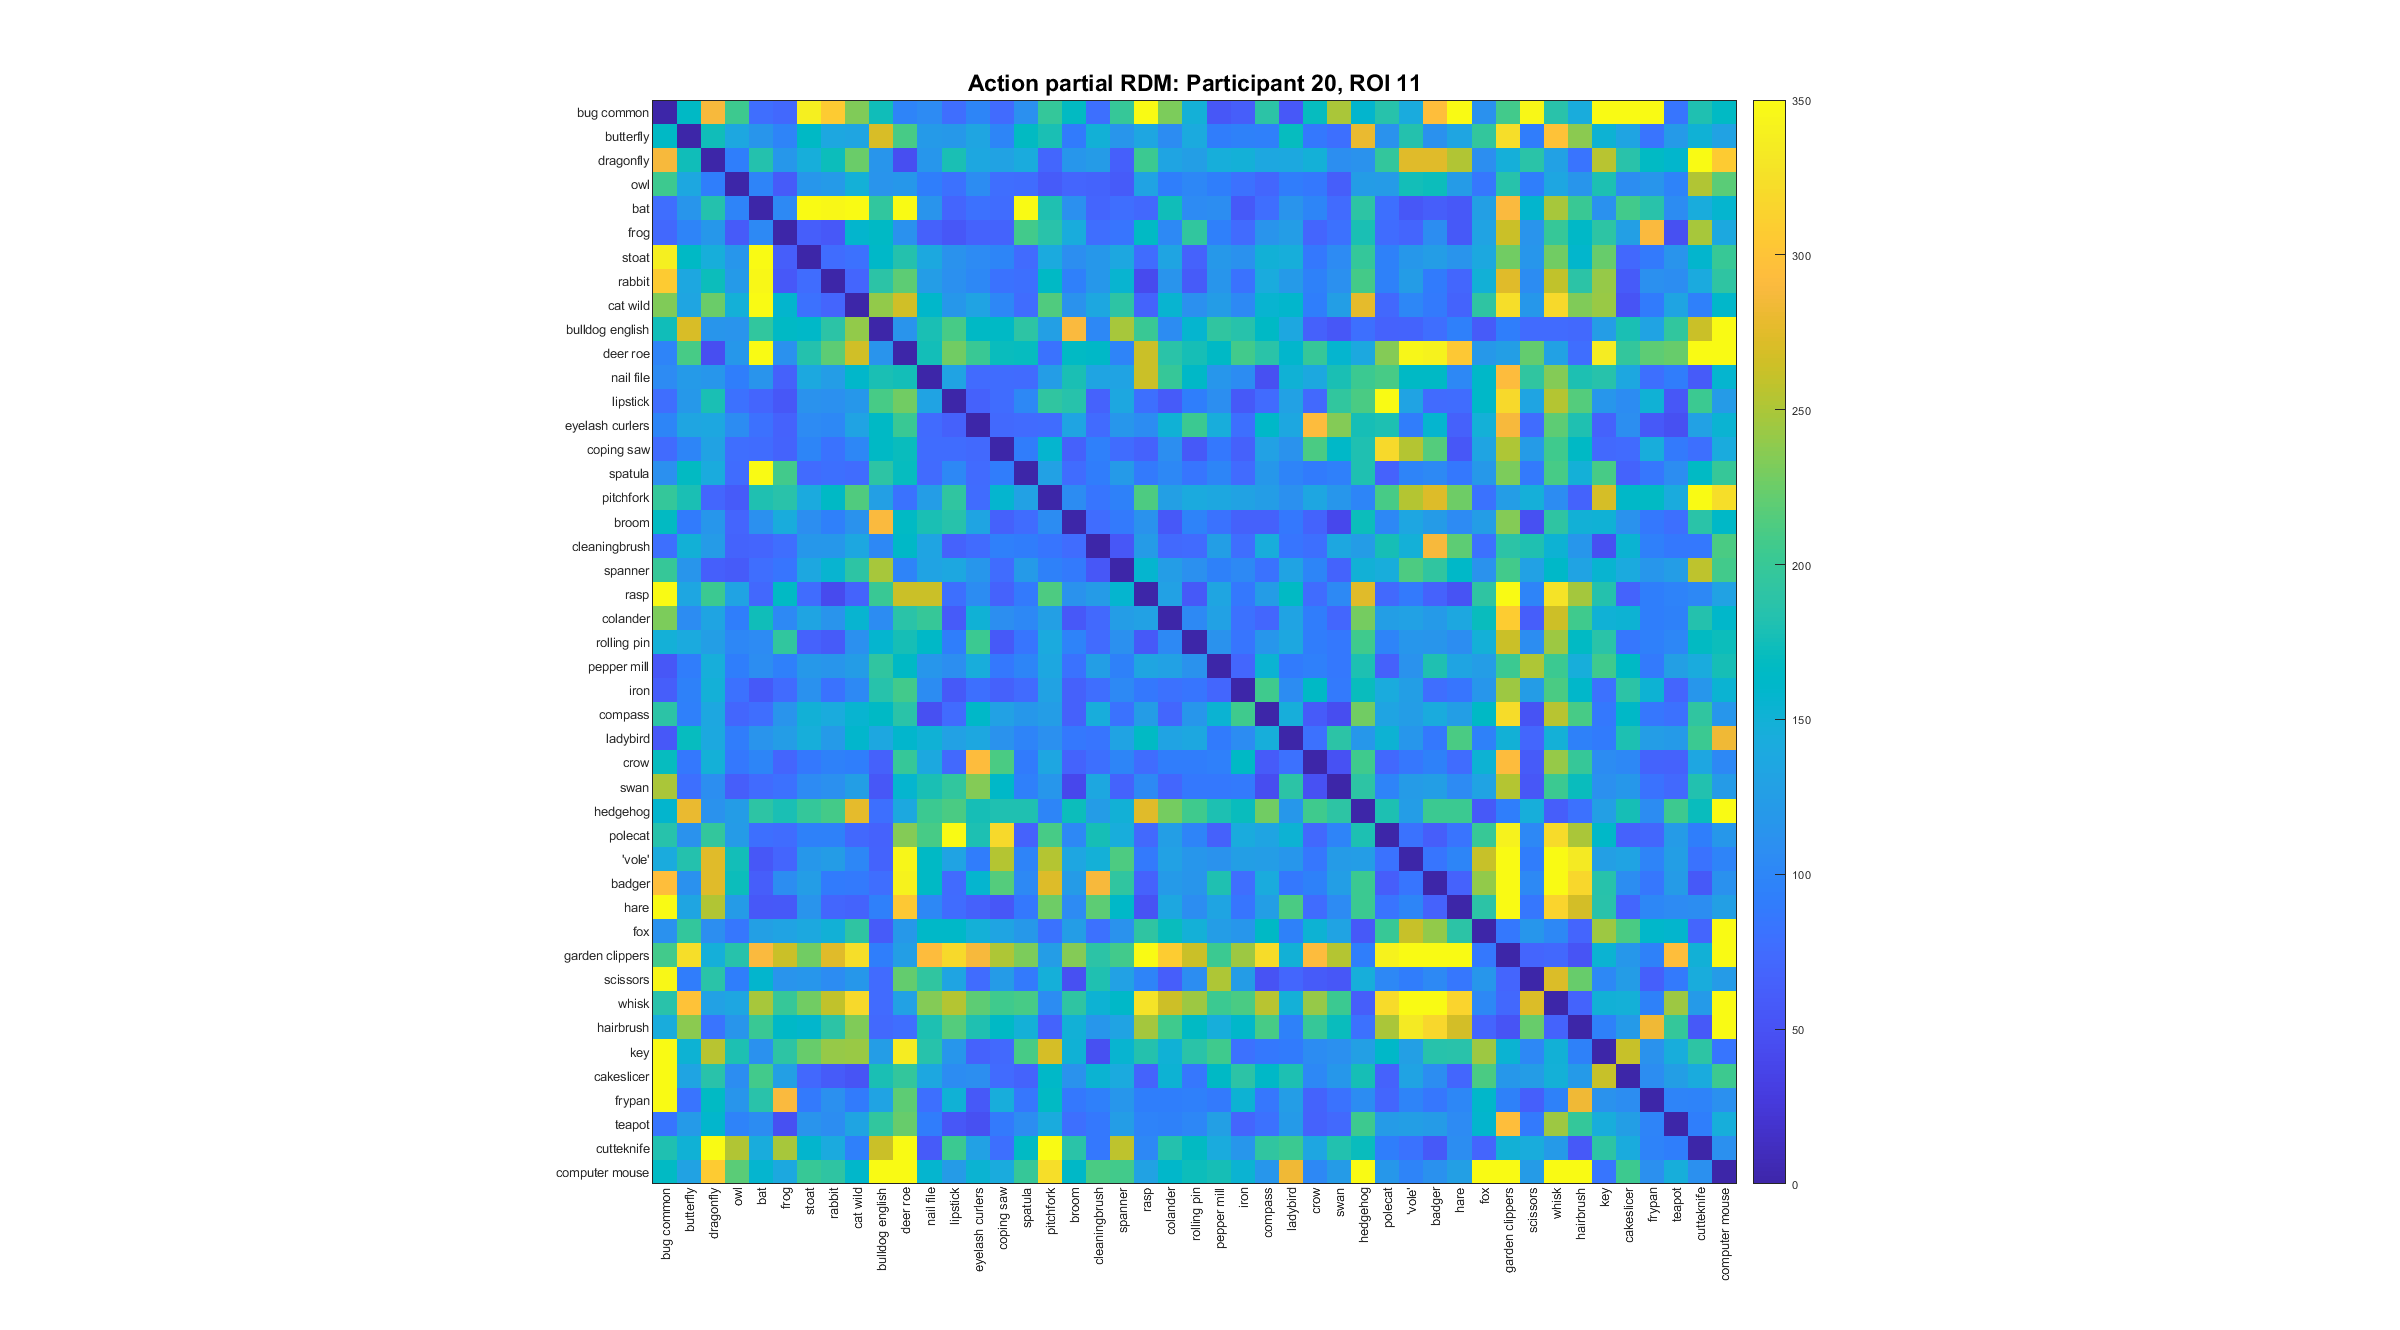 Action partial RDM: Participant 20, ROI 11
bug common
butterfly
dragonfly
owl
bat
frog
stoat
rabbit
cat wild
bulldog english
deer roe
nail file
lipstick
eyelash curlers
coping saw
spatula
pitchfork
broom
cleaningbrush
spanner
rasp
colander
rolling pin
pepper mill
iron
compass
ladybird
crow
swan
hedgehog
polecat
'vole'
badger
hare
fox
garden clippers
scissors
whisk
hairbrush
key
cakeslicer
frypan
teapot
cutteknife
computer mouse
bug common
butterfly
dragonfly
owl
bat
frog
stoat
rabbit
cat wild
bulldog english
deer roe
nail file
lipstick
eyelash curlers
coping saw
spatula
pitchfork
broom
cleaningbrush
spanner
rasp
colander
rolling pin
pepper mill
iron
compass
ladybird
crow
swan
hedgehog
polecat
'vole'
badger
hare
fox
garden clippers
scissors
whisk
hairbrush
key
cakeslicer
frypan
teapot
cutteknife
computer mouse
350
300
250
200
150
100
50
0